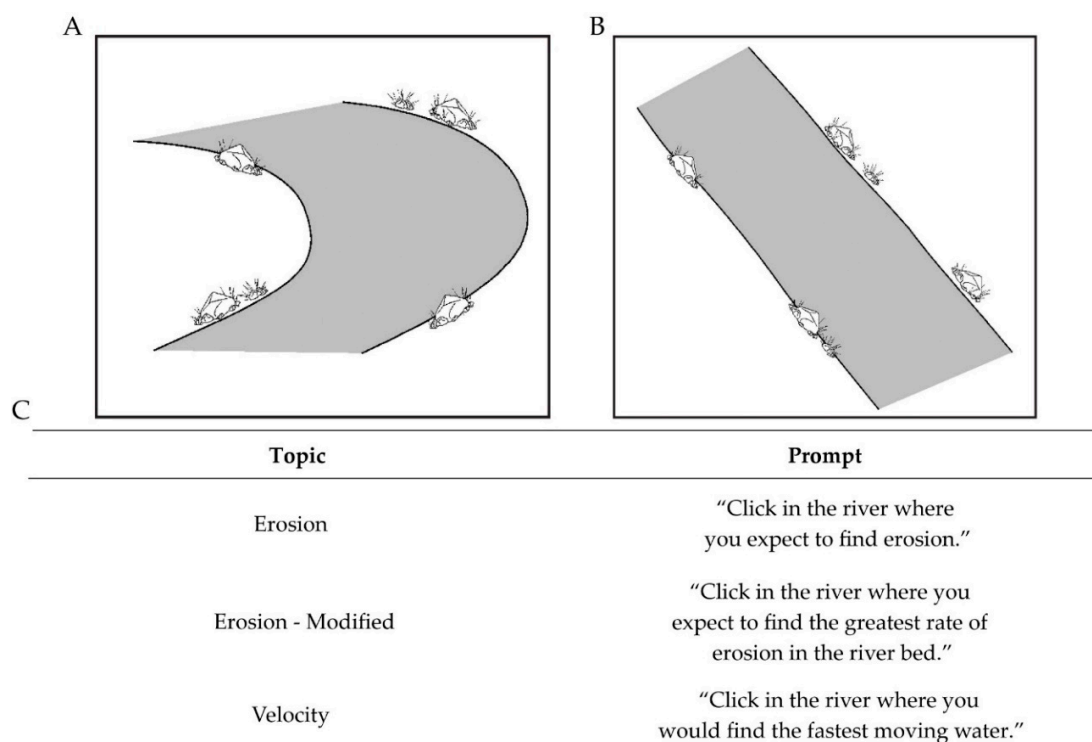 A
B
C
Topic Prompt
Erosion
“Click in the river where
you expect to find erosion.”
Erosion - Modified
“Click in the river where you
expect to find the greatest rate of
erosion in the river bed.”
Velocity
“Click in the river where you
would find the fastest moving water.”